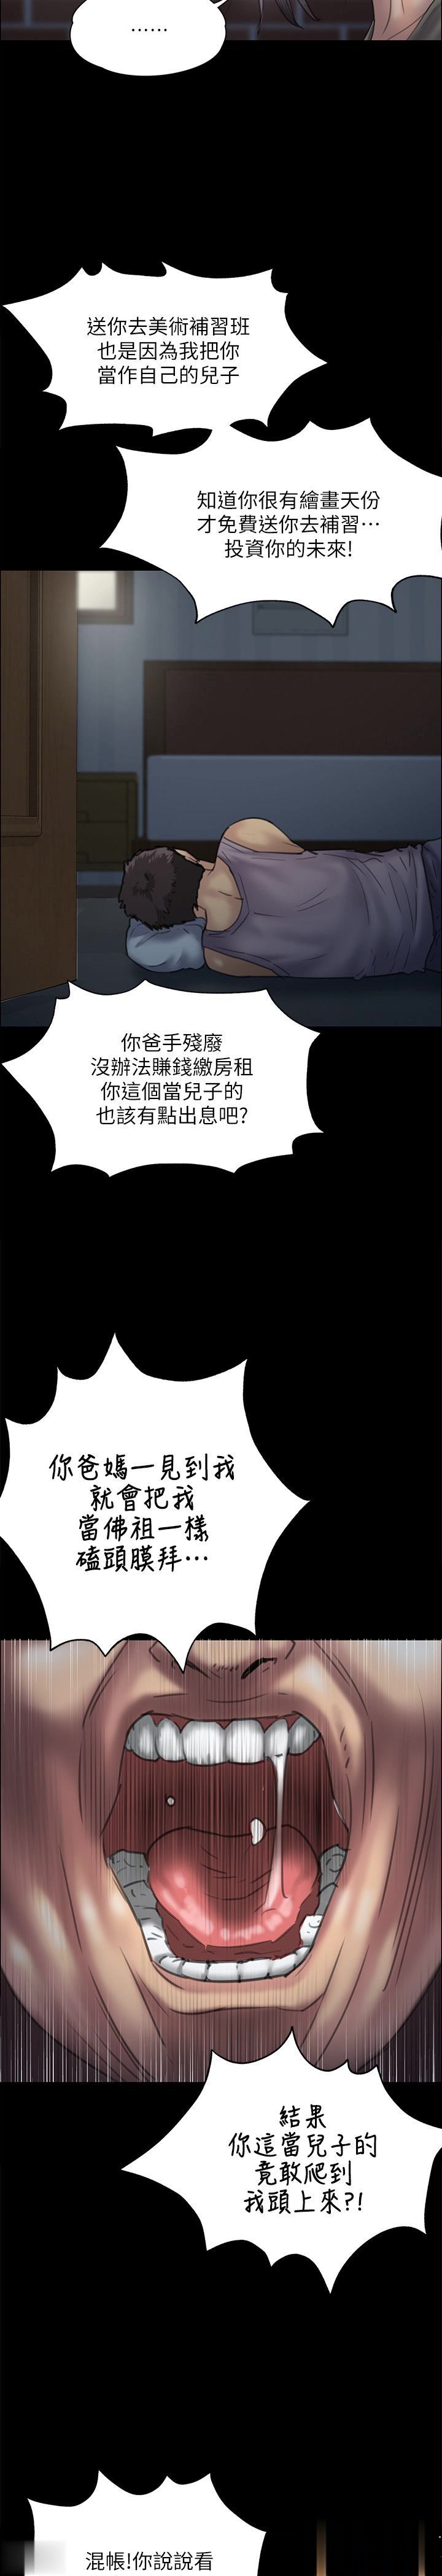 ……
送你去美術補習班
也是因為我把你
當作自己的兒子
知道你很有繪畫天份
才免費送你去補習…
投資你的未來!
你爸手殘廢
沒辦法賺錢繳房租
你這個當兒子的
也該有點出息吧?
你爸媽一見到我
就會把我
當佛祖一樣
磕頭膜拜…
結果
你這當兒子的
竟敢爬到
我頭上來?!
混帳!你說說看